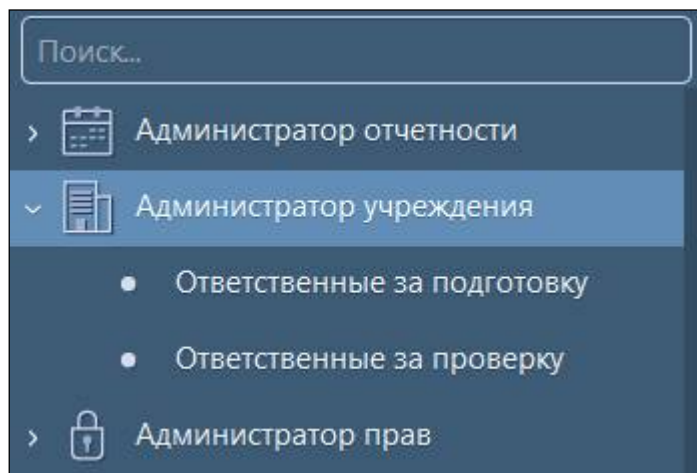 Поиск...
Администратор отчетности
Администратор учреждения
Ответственные за подготовку
Ответственные за проверку
Администратор прав